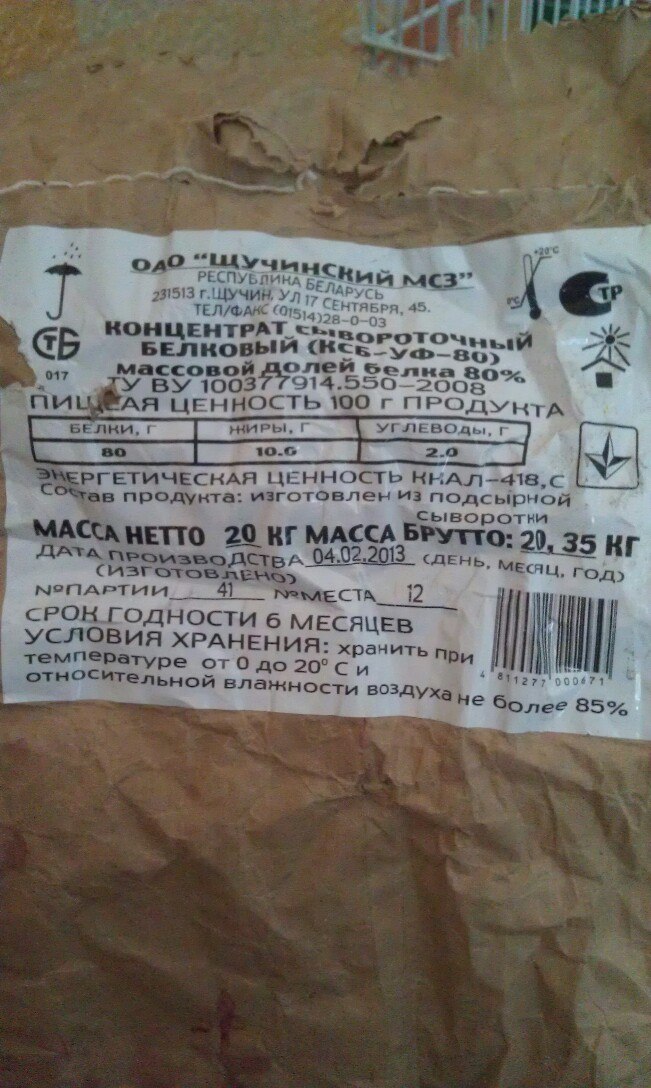 ОАО "ЩУЧИНСКИЙ МСЗ"
РЕСПУБЛИКА БЕЛАРУСЬ
231513 г.ЩУЧИН, УЛ 17 СЕНТЯБРЯ, 45.
ТЕЛ/ФАКС (01514)28-0-03
+20°С
0°С
СТР
СТБ
017
КОНЦЕНТРАТ сЫВОРОТОЧНЫЙ
БЕЛКОВЫЙ (КСБ-УФ-80)
массовой долей белка 80%
ТУ ВУ 100377914.550-2008
ПИЩЕВАЯ ЦЕННОСТЬ 100 Г ПРОДУКТА
БЕЛКИ, Г ЖИРЫ, Г УГЛЕВОДЫ, Г
80 10.0 2.0
ЭНЕРГЕТИЧЕСКАЯ ЦЕННОСТЬ ККАЛ-418,С
Состав продукта: изготовлен из подсырной
сыворотки
МАССА НЕТТО 20 КГ МАССА БРУТТО: 20, 35 КГ
ДАТА ПРОИЗВОДСТВА 04.02.2013 (ДЕНЬ, МЕСЯЦ, ГОД)
(ИЗГОТОВЛЕНО)
№ПАРТИИ 41 №МЕСТА 12
СРОК ГОДНОСТИ 6 МЕСЯЦЕВ
УСЛОВИЯ ХРАНЕНИЯ: хранить при
температуре от 0 до 20° С и
относительной влажности воздуха не более 85%
4 811277 000671